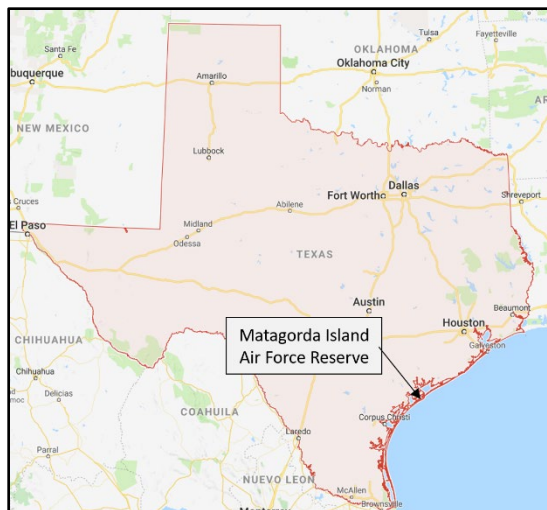 Tulsa
Fayetteville
Santa Fe
OKLAHOMA
buquerque
Amarillo
Oklahoma City
Norman
AR
NEW MEXICO
Lubbock
Dallas
Fort Worth
Shreveport
Cruces
Abilene
El Paso
Midland
Odessa
TEXAS
Austin
Beaumont
Houston
Matagorda Island
Air Force Reserve
Galveston
CHIHUAHUA
Chihuahua
Delicias
COAHUILA
Corpus Christi
Laredo
Parral
NUEVO LEON
McAllen
Brownsville